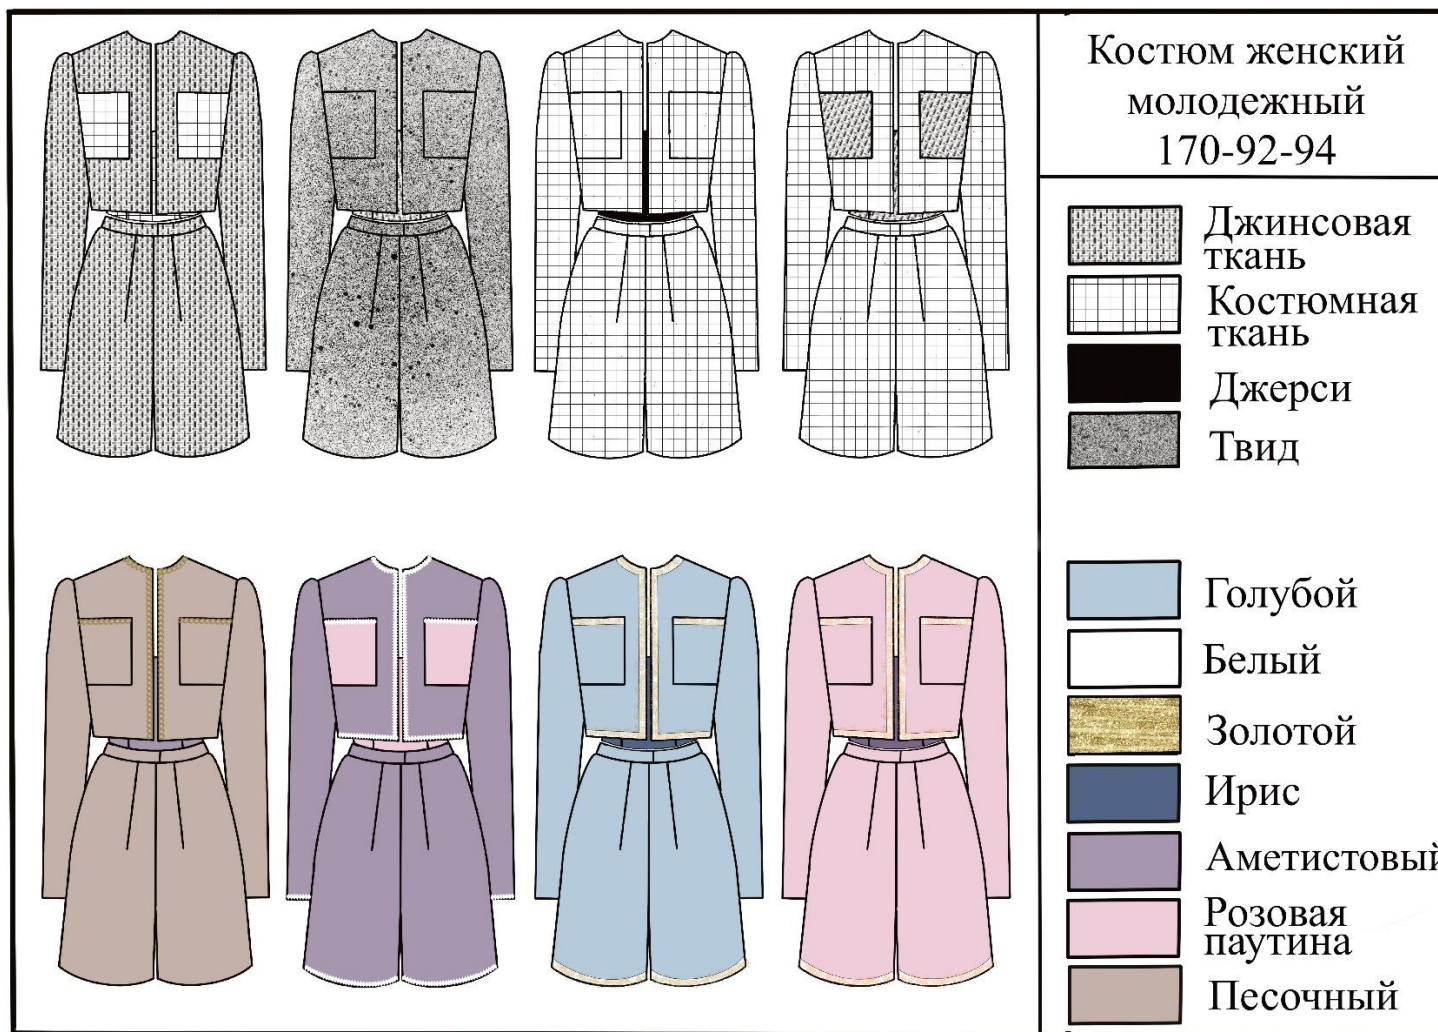 Костюм женский
молодежный
170-92-94
Джинсовая
ткань
Костюмная
ткань
Джерси
Твид
Голубой
Белый
Золотой
Ирис
Аметистовый
Розовая
паутина
Песочный